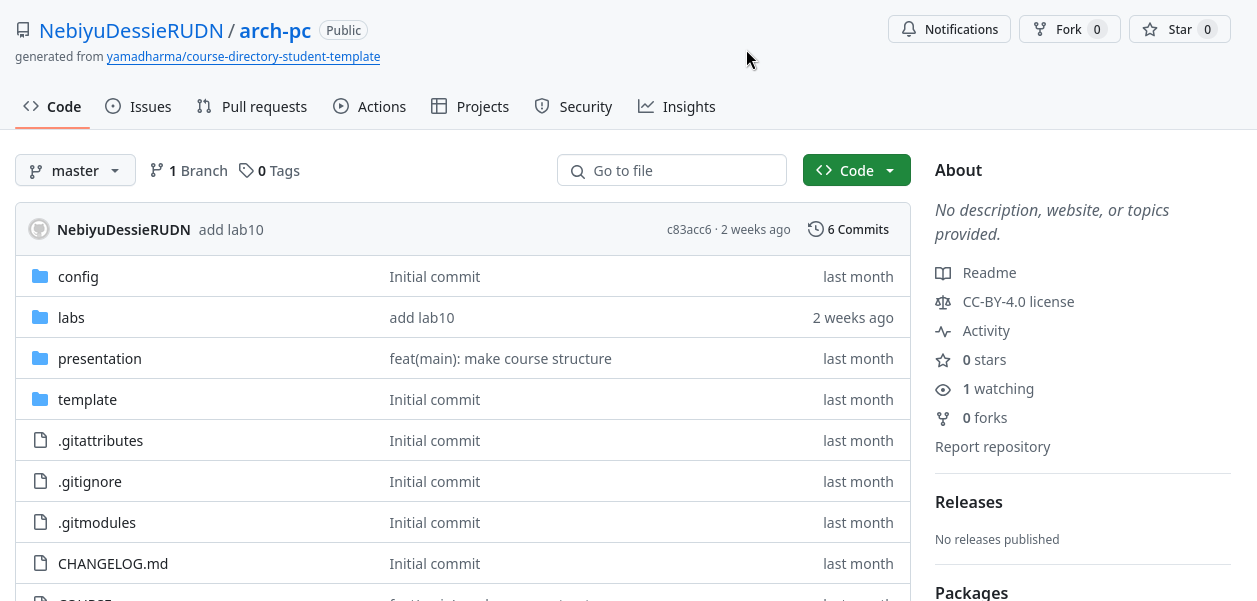 NebiyuDessieRUDN / arch-pc Public Notifications Fork 0 Star 0
generated from yamadharma/course-directory-student-template
Code Issues Pull requests Actions Projects Security Insights
master 1 Branch 0 Tags Go to file Code
NebiyuDessieRUDN add lab10 c83acc6 · 2 weeks ago 6 Commits
config Initial commit last month
labs add lab10 2 weeks ago
presentation feat(main): make course structure last month
template Initial commit last month
.gitattributes Initial commit last month
.gitignore Initial commit last month
.gitmodules Initial commit last month
CHANGELOG.md Initial commit last month
About
No description, website, or topics
provided.
Readme
CC-BY-4.0 license
Activity
0 stars
1 watching
0 forks
Report repository
Releases
No releases published
Packages